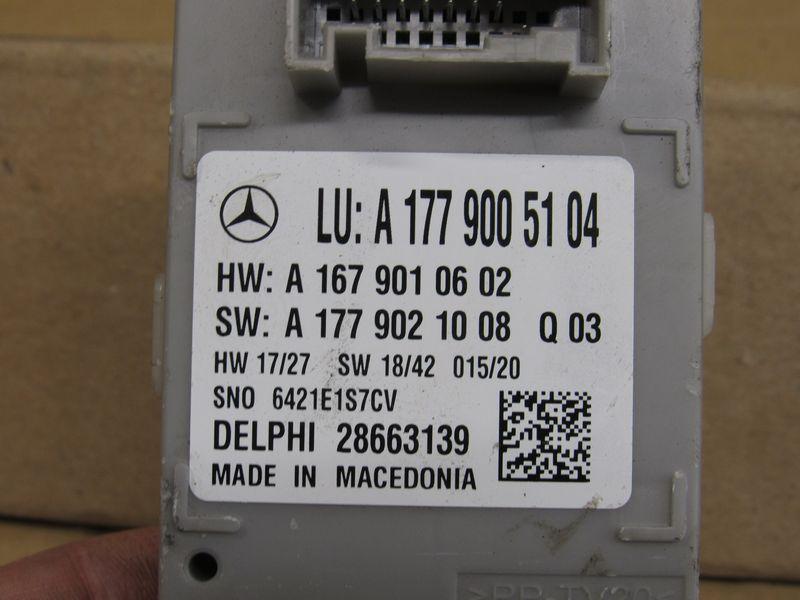 LU: A 177 900 51 04
HW: A 167 901 06 02
SW: A 177 902 10 08 Q 03
HW 17/27 SW 18/42 015/20
SNO 6421E1S7CV
DELPHI 28663139
MADE IN MACEDONIA